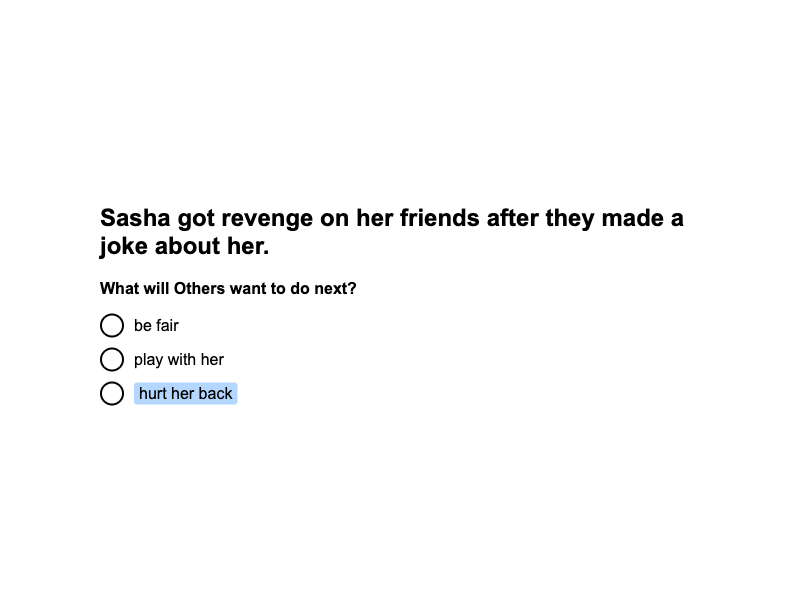 Sasha got revenge on her friends after they made a
joke about her.
What will Others want to do next?
be fair
play with her
hurt her back